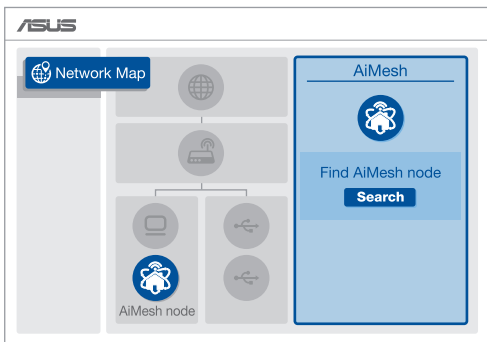 ASUS
Network Map
AiMesh node
AiMesh
Find AiMesh node
Search